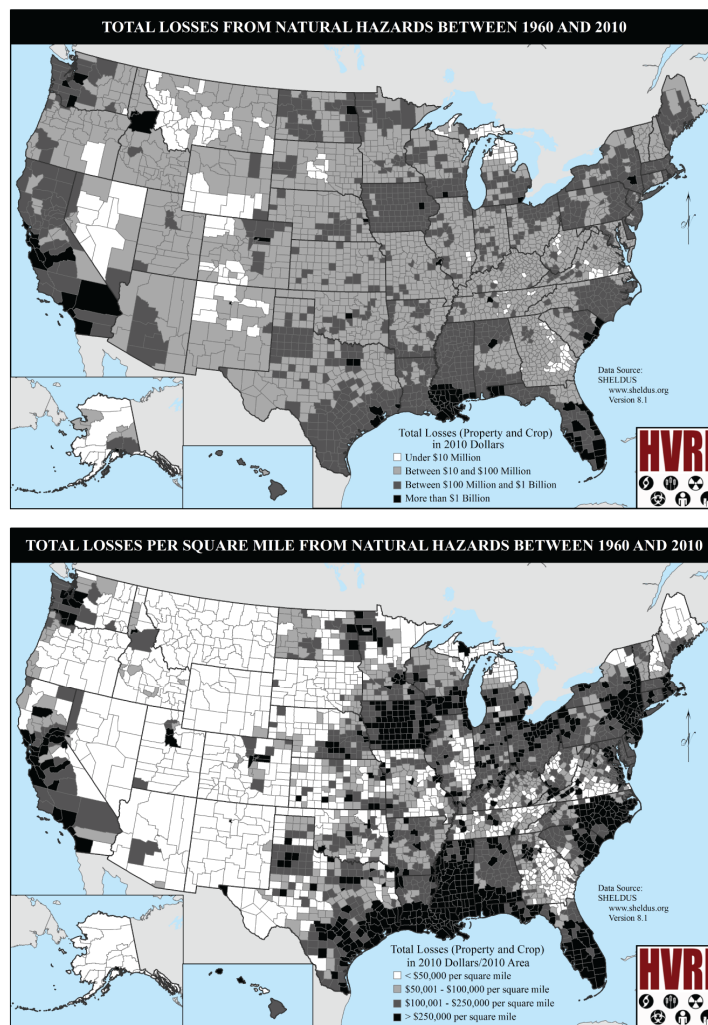 TOTAL LOSSES FROM NATURAL HAZARDS BETWEEN 1960 AND 2010
Data Source:
SHELDUS
www.sheldus.org
Version 8.1
Total Losses (Property and Crop)
in 2010 Dollars
Under $10 Million
Between $10 and $100 Million
Between $100 Million and $1 Billion
More than $1 Billion
HVRI
TOTAL LOSSES PER SQUARE MILE FROM NATURAL HAZARDS BETWEEN 1960 AND 2010
Data Source:
SHELDUS
www.sheldus.org
Version 8.1
Total Losses (Property and Crop)
in 2010 Dollars/2010 Area
< $50,000 per square mile
$50,001 - $100,000 per square mile
$100,001 - $250,000 per square mile
> $250,000 per square mile
HVRI